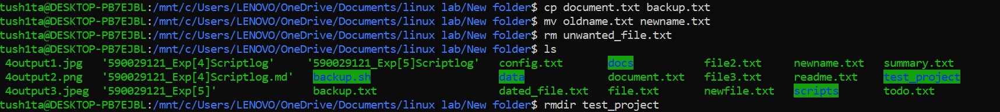 tush1ta@DESKTOP-PB7EJBL:/mnt/c/Users/LENOVO/OneDrive/Documents/linux lab/New folder$ cp document.txt backup.txt
tush1ta@DESKTOP-PB7EJBL:/mnt/c/Users/LENOVO/OneDrive/Documents/linux lab/New folder$ mv oldname.txt newname.txt
tush1ta@DESKTOP-PB7EJBL:/mnt/c/Users/LENOVO/OneDrive/Documents/linux lab/New folder$ rm unwanted_file.txt
tush1ta@DESKTOP-PB7EJBL:/mnt/c/Users/LENOVO/OneDrive/Documents/linux lab/New folder$ ls
4output1.jpg '590029121_Exp[4]Scriptlog' '590029121_Exp[5]Scriptlog' config.txt docs file2.txt newname.txt summary.txt
4output2.png '590029121_Exp[4]Scriptlog.md' backup.sh data document.txt file3.txt readme.txt test_project
4output3.jpeg '590029121_Exp[5]' backup.txt dated_file.txt file.txt newfile.txt scripts todo.txt
tush1ta@DESKTOP-PB7EJBL:/mnt/c/Users/LENOVO/OneDrive/Documents/linux lab/New folder$ rmdir test_project